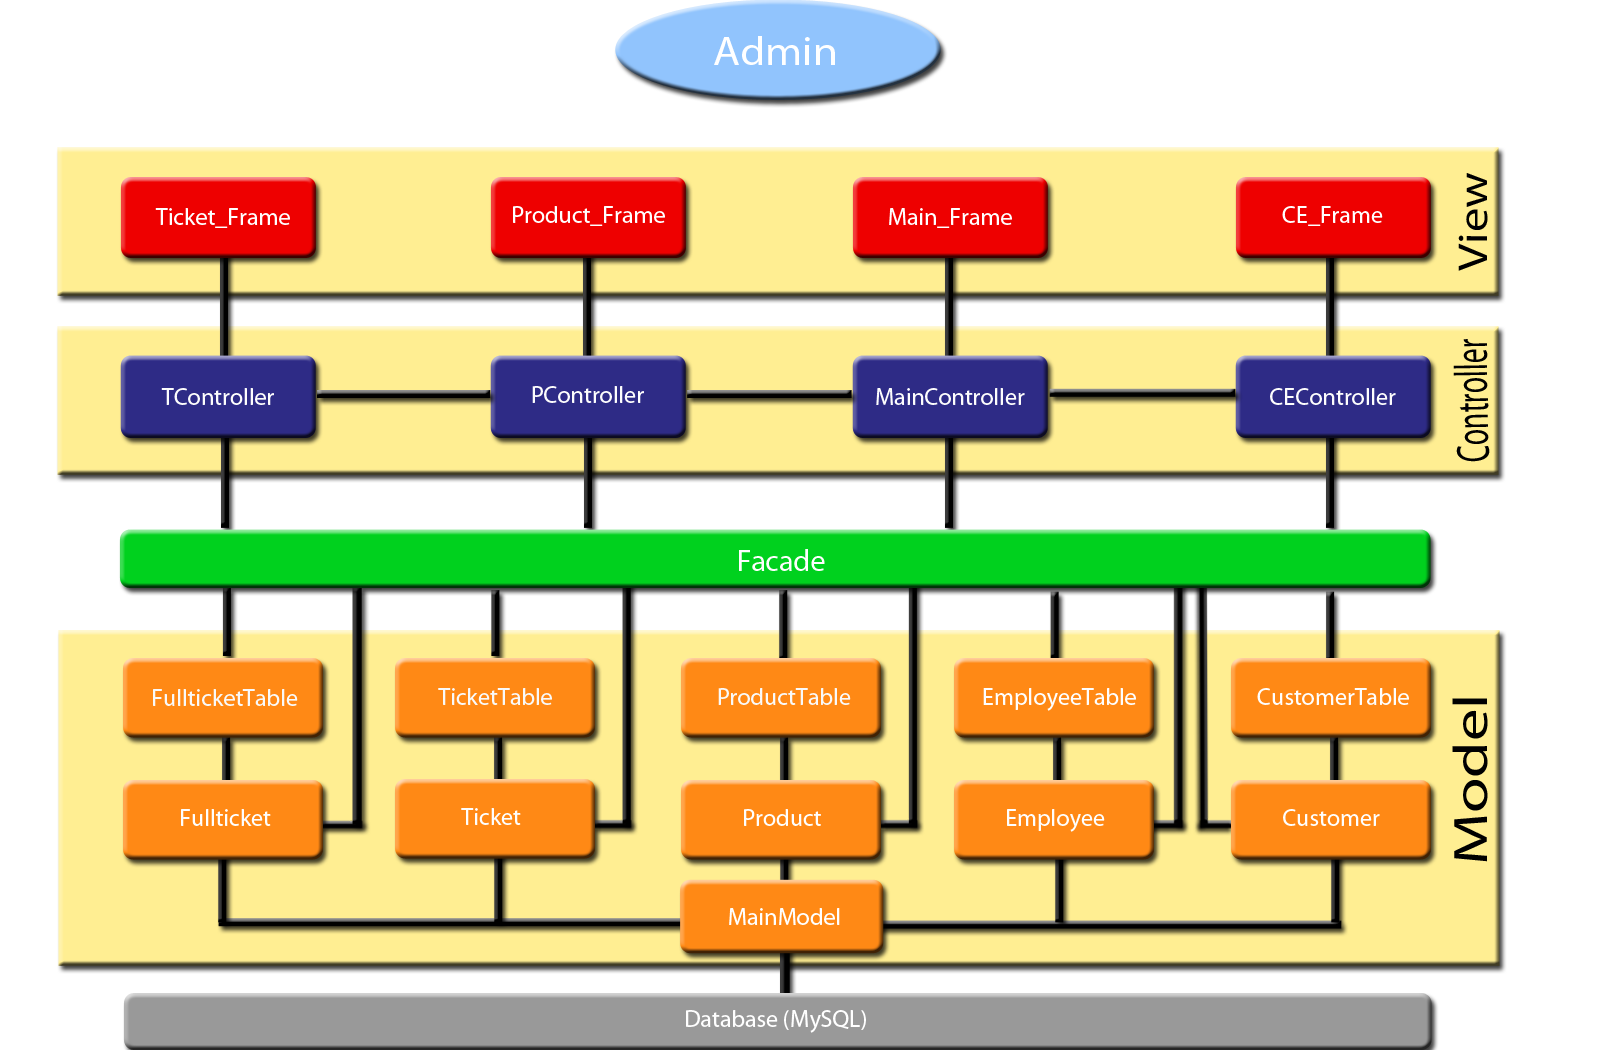 Admin
Ticket_Frame
Product_Frame
Main_Frame
CE_Frame
View
TController
PController
MainController
CEController
Controller
Facade
FullticketTable
TicketTable
ProductTable
EmployeeTable
CustomerTable
Model
Fullticket
Ticket
Product
Employee
Customer
MainModel
Database (MySQL)